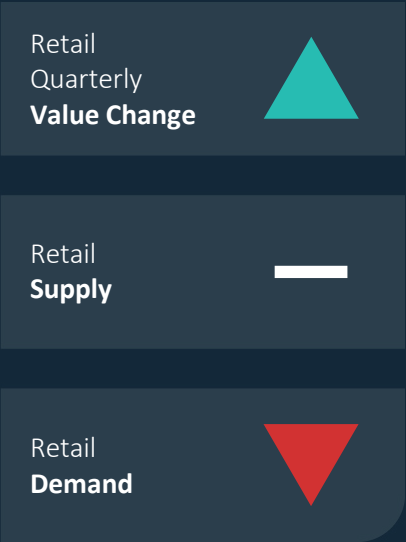 Retail
Quarterly
Value Change
Retail
Supply
Retail
Demand